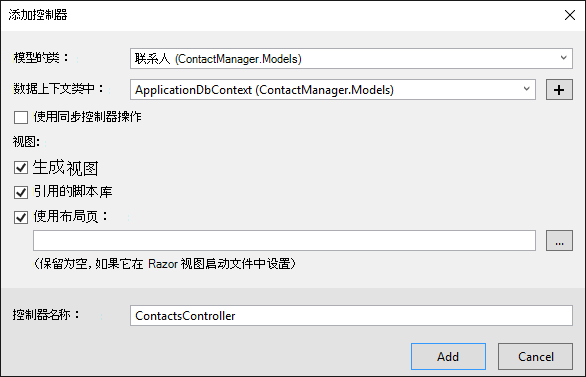 添加控制器
模型的类： 联系人 (ContactManager.Models)
数据上下文类中： ApplicationDbContext (ContactManager.Models)
使用同步控制器操作
视图:
生成视图
引用的脚本库
使用布局页：
...
(保留为空, 如果它在 Razor 视图启动文件中设置)
控制器名称： ContactsController
Add Cancel